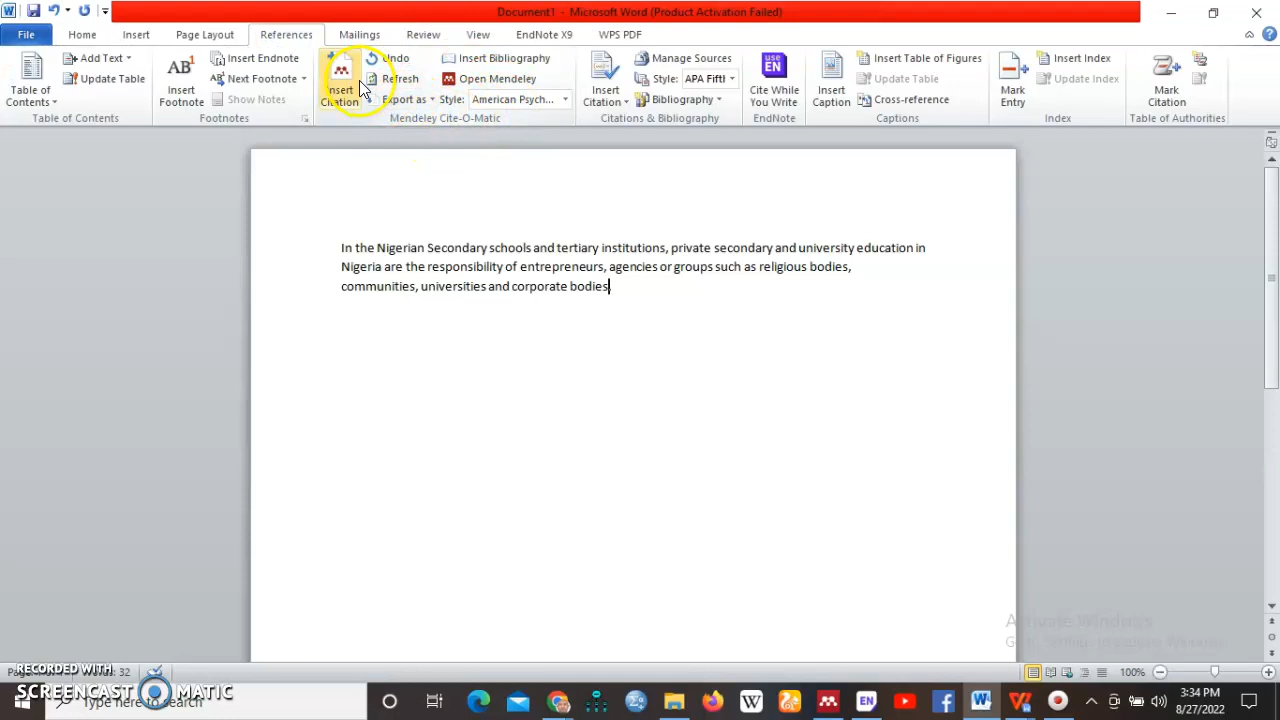 Document1 - Microsoft Word (Product Activation Failed)
File Home Insert Page Layout References Mailings Review View EndNote X9 WPS PDF
Table of Contents
Add Text
Update Table
Table of Contents
AB1
Insert Footnote
Insert Endnote
Next Footnote
Show Notes
Footnotes
Insert Citation
Undo
Refresh
Export as
Insert Bibliography
Open Mendeley
Style: American Psych...
Mendeley Cite-O-Matic
Insert Citation
Manage Sources
Style: APA Fiftl
Bibliography
Citations & Bibliography
EN
Cite While You Write
EndNote
Insert Caption
Insert Table of Figures
Update Table
Cross-reference
Captions
Mark Entry
Insert Index
Update Index
Index
Mark Citation
Table of Authorities
In the Nigerian Secondary schools and tertiary institutions, private secondary and university education in
Nigeria are the responsibility of entrepreneurs, agencies or groups such as religious bodies,
communities, universities and corporate bodies
Activate Windows
RECORDED WITH
SCREENCAST MATIC
32
100%
Type here to search
3:34 PM
8/27/2022